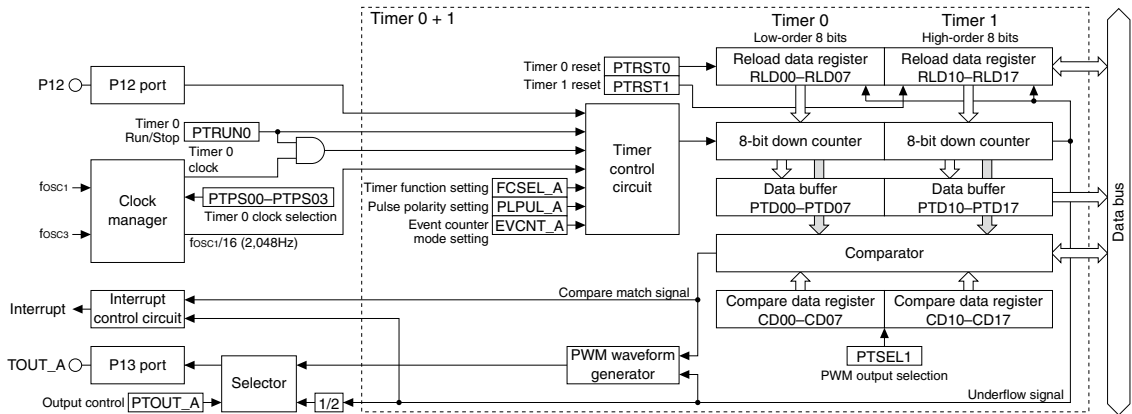 Timer 0 + 1
Timer 0
Low-order 8 bits
Timer 1
High-order 8 bits
Timer 0 reset
PTRST0
Timer 1 reset
PTRST1
Reload data register
RLD00–RLD07
Reload data register
RLD10–RLD17
P12
P12 port
Timer 0
Run/Stop
PTRUN0
Timer 0
clock
fOSC1
fOSC3
Clock
manager
PTPS00–PTPS03
Timer 0 clock selection
fOSC1/16 (2,048Hz)
Timer function setting
FCSEL_A
Pulse polarity setting
PLPUL_A
Event counter
mode setting
EVCNT_A
Timer
control
circuit
8-bit down counter
8-bit down counter
Data buffer
PTD00–PTD07
Data buffer
PTD10–PTD17
Comparator
Compare data register
CD00–CD07
Compare data register
CD10–CD17
PTSEL1
PWM output selection
Data bus
Interrupt
Interrupt
control circuit
Compare match signal
TOUT_A
P13 port
Selector
PWM waveform
generator
Output control
PTOUT_A
1/2
Underflow signal